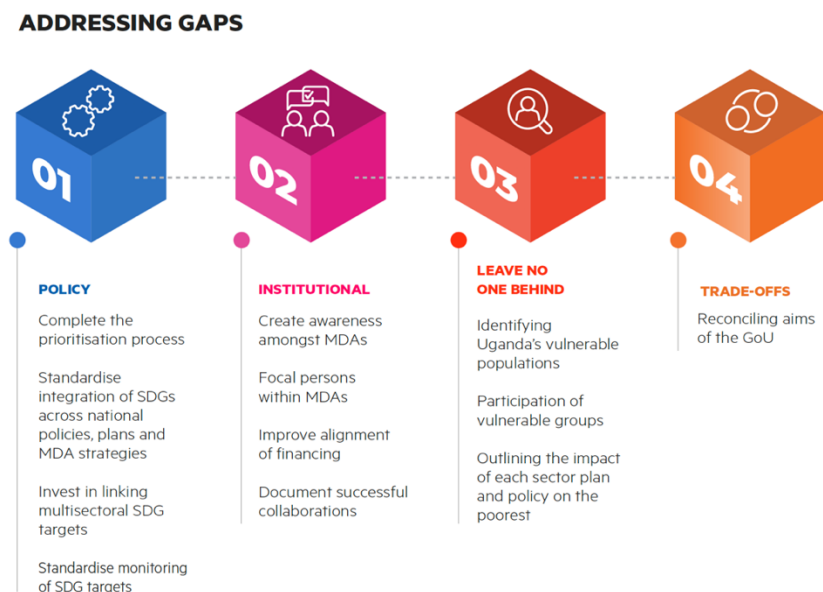 ADDRESSING GAPS
01
POLICY
Complete the
prioritisation process
Standardise
integration of SDGs
across national
policies, plans and
MDA strategies
Invest in linking
multisectoral SDG
targets
Standardise monitoring
of SDG targets
02
INSTITUTIONAL
Create awareness
amongst MDAs
Focal persons
within MDAs
Improve alignment
of financing
Document successful
collaborations
03
LEAVE NO
ONE BEHIND
Identifying
Uganda's vulnerable
populations
Participation of
vulnerable groups
Outlining the impact
of each sector plan
and policy on the
poorest
04
TRADE-OFFS
Reconciling aims
of the GoU